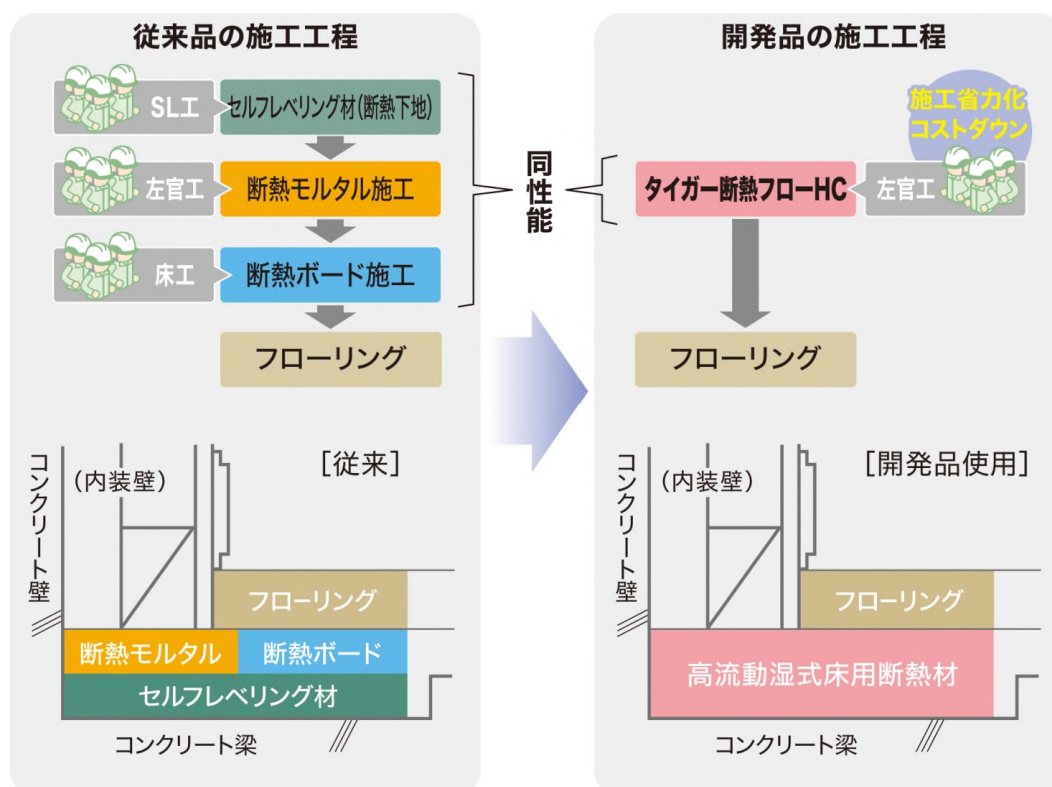 従来品の施工工程
SL工
セルフレベリング材(断熱下地)
左官工
断熱モルタル施工
床工
断熱ボード施工
フローリング
同性能
開発品の施工工程
施工省力化
コストダウン
タイガー断熱フローHC
左官工
フローリング
[従来]
コンクリート壁
(内装壁)
フローリング
断熱モルタル
断熱ボード
セルフレベリング材
コンクリート梁
[開発品使用]
コンクリート壁
(内装壁)
フローリング
高流動湿式床用断熱材
コンクリート梁